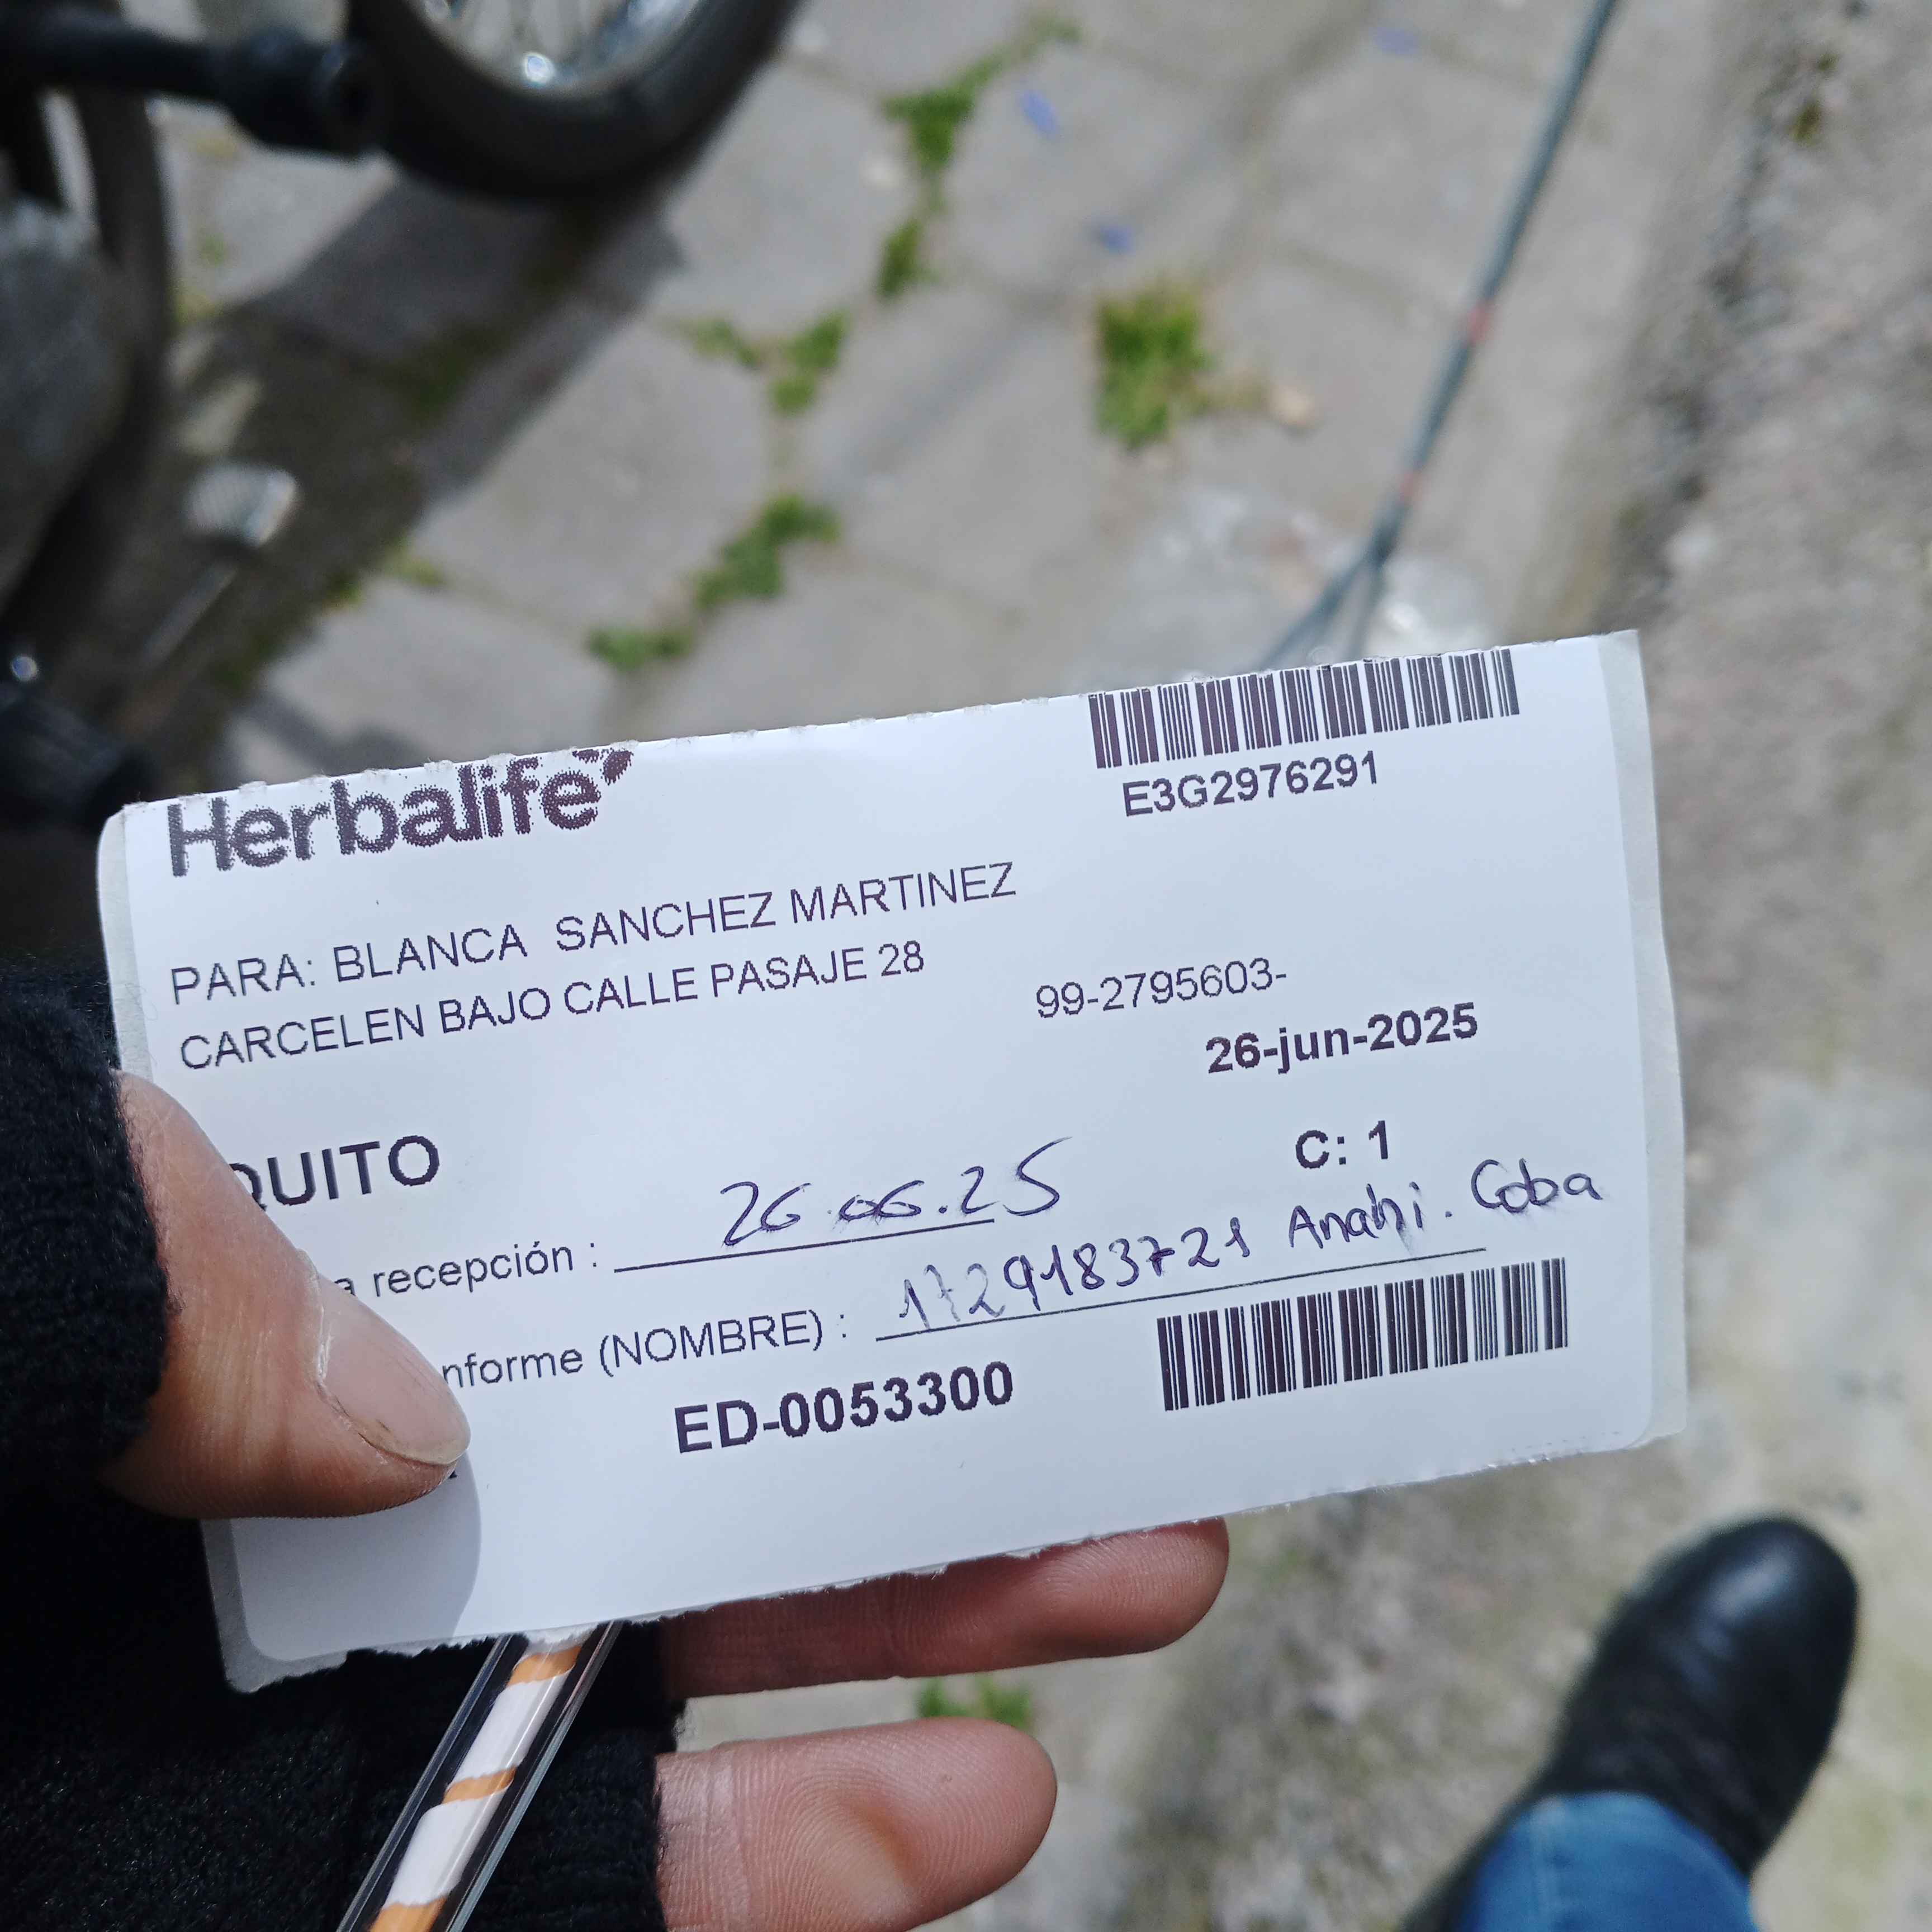 Herbalife
E3G2976291
PARA: BLANCA SANCHEZ MARTINEZ
CARCELEN BAJO CALLE PASAJE 28
99-2795603-
26-jun-2025
QUITO
C: 1
recepción : 26.06.25
(NOMBRE) : 1729183721 Anahi. Coba
ED-0053300